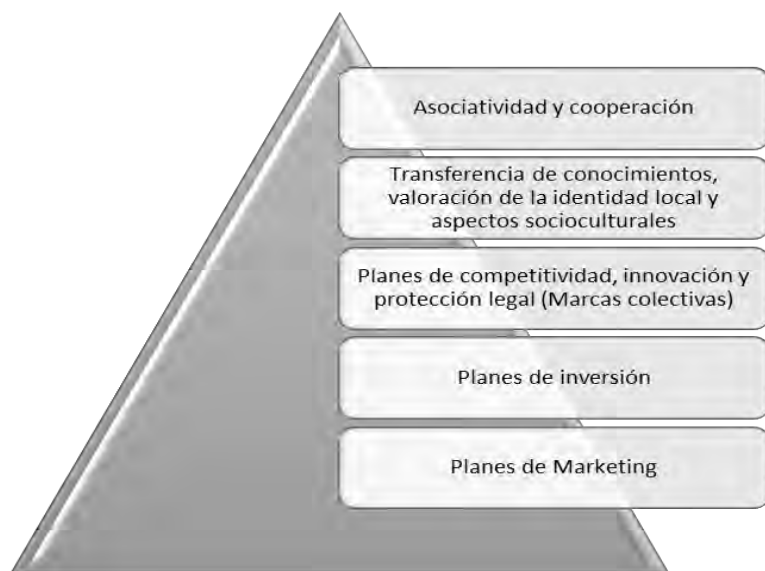 Asociatividad y cooperación
Transferencia de conocimientos,
valoración de la identidad local y
aspectos socioculturales
Planes de competitividad, innovación y
protección legal (Marcas colectivas)
Planes de inversión
Planes de Marketing